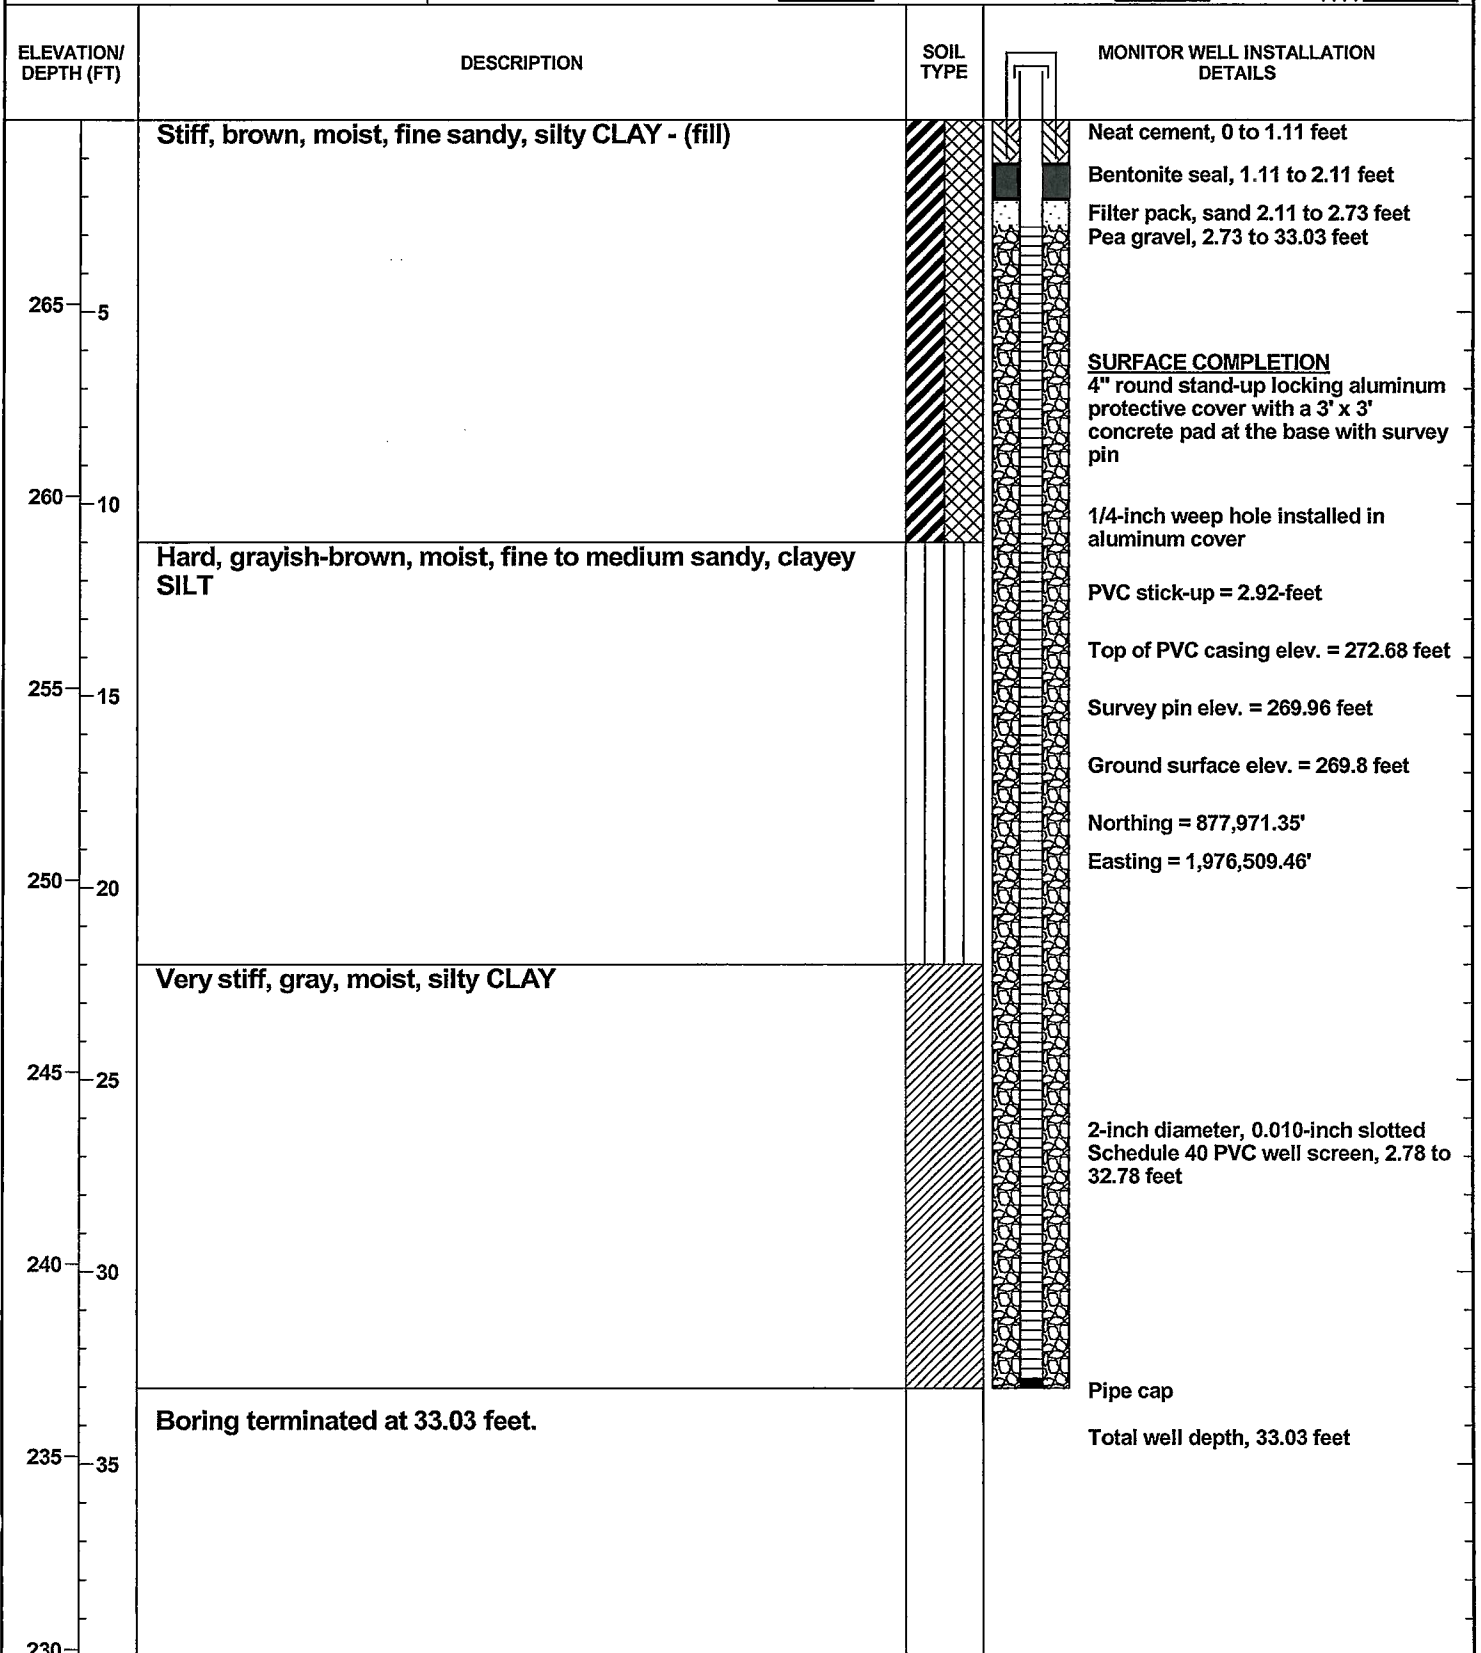 ELEVATION/
DEPTH (FT)
DESCRIPTION
SOIL
TYPE
MONITOR WELL INSTALLATION
DETAILS
Stiff, brown, moist, fine sandy, silty CLAY - (fill)
Neat cement, 0 to 1.11 feet
Bentonite seal, 1.11 to 2.11 feet
Filter pack, sand 2.11 to 2.73 feet
Pea gravel, 2.73 to 33.03 feet
265
5
SURFACE COMPLETION
4" round stand-up locking aluminum
protective cover with a 3' x 3'
concrete pad at the base with survey
pin
260
10
1/4-inch weep hole installed in
aluminum cover
Hard, grayish-brown, moist, fine to medium sandy, clayey
SILT
PVC stick-up = 2.92-feet
Top of PVC casing elev. = 272.68 feet
255
15
Survey pin elev. = 269.96 feet
Ground surface elev. = 269.8 feet
Northing = 877,971.35'
Easting = 1,976,509.46'
250
20
Very stiff, gray, moist, silty CLAY
245
25
2-inch diameter, 0.010-inch slotted
Schedule 40 PVC well screen, 2.78 to
32.78 feet
240
30
Pipe cap
Boring terminated at 33.03 feet.
Total well depth, 33.03 feet
235
35
230